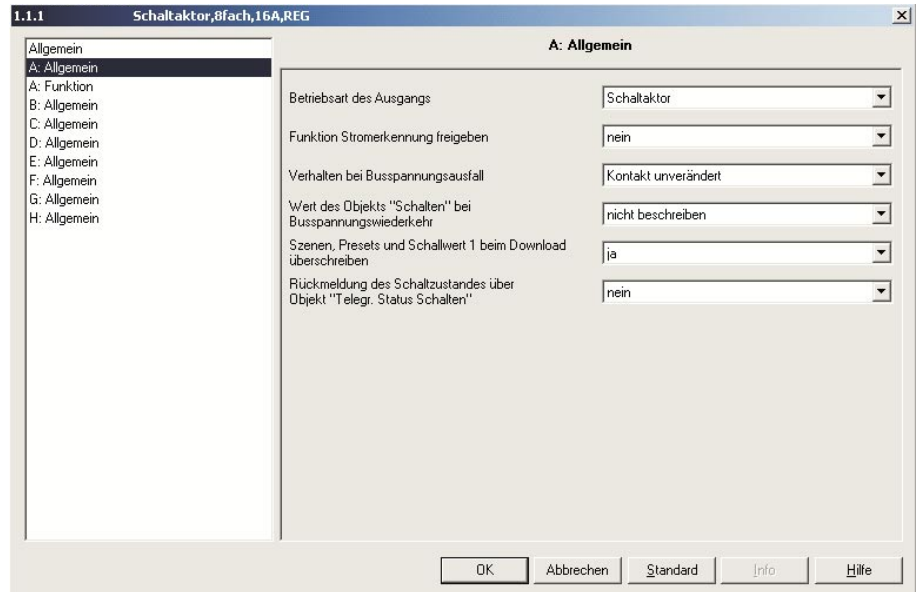 1.1.1 Schaltaktor,8fach,16A,REG
Allgemein
A: Allgemein
A: Funktion
B: Allgemein
C: Allgemein
D: Allgemein
E: Allgemein
F: Allgemein
G: Allgemein
H: Allgemein
A: Allgemein
Betriebsart des Ausgangs Schaltaktor
Funktion Stromerkennung freigeben nein
Verhalten bei Busspannungsausfall Kontakt unverändert
Wert des Objekts "Schalten" bei
Busspannungswiederkehr nicht beschreiben
Szenen, Presets und Schallwert 1 beim Download
überschreiben ja
Rückmeldung des Schaltzustandes über
Objekt "Telegr. Status Schalten" nein
OK Abbrechen Standard Info Hilfe